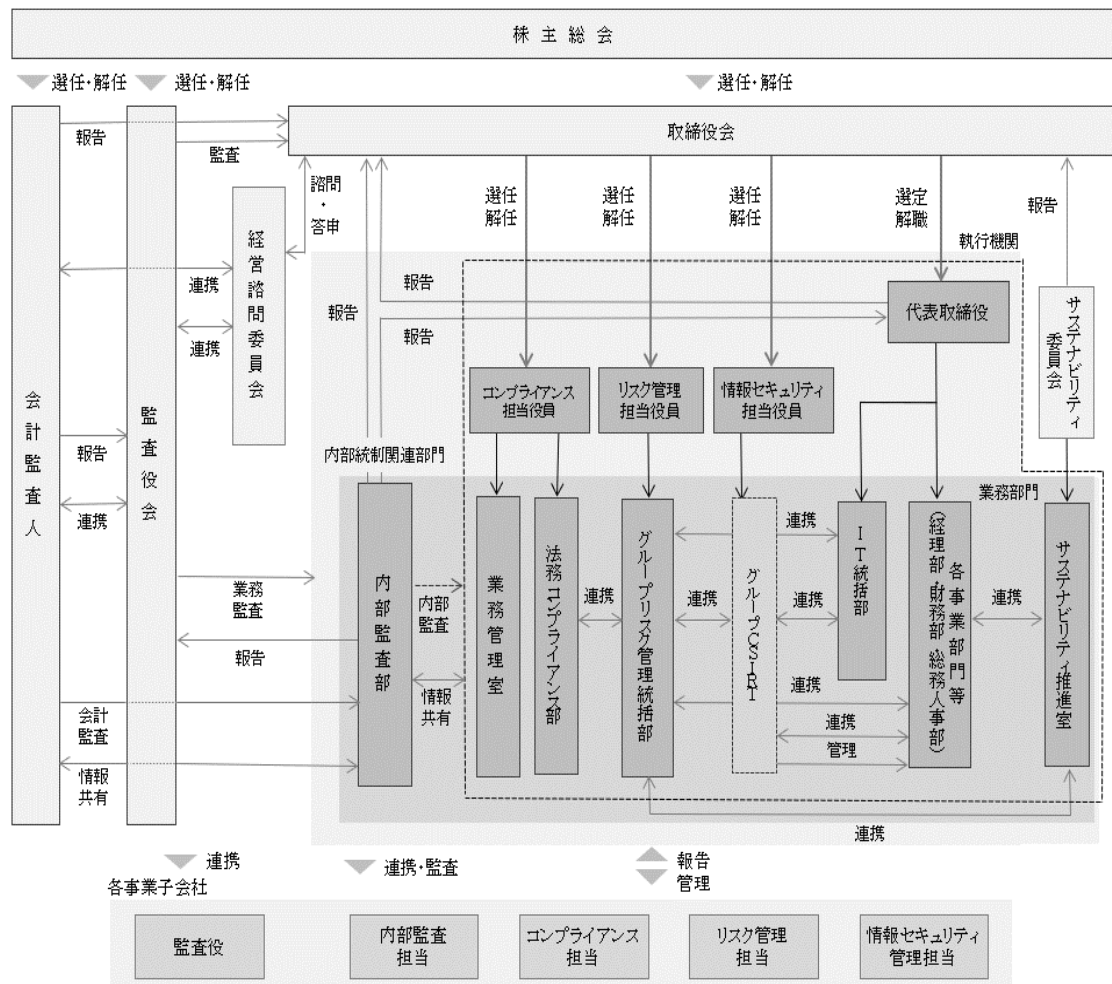 株主総会
選任・解任
選任・解任
選任・解任
取締役会
報告
監査
諮問
・
答申
選任
解任
選任
解任
選任
解任
選定
解職
報告
執行機関
経営諮問委員会
連携
連携
報告
報告
報告
代表取締役
サステナビリティ
委員会
コンプライアンス
担当役員
リスク管理
担当役員
情報セキュリティ
担当役員
会計監査人
監査役会
報告
連携
内部統制関連部門
業務部門
業務
監査
報告
会計
監査
情報
共有
内部監査部
内部
監査
情報
共有
業務管理室
法務コンプライアンス部
連携
グループリスク管理統括部
連携
グループCSIRT
連携
連携
IT統括部
連携
連携
管理
各事業部門等
(経理部・財務部・総務人事部)
連携
サステナビリティ推進室
連携
連携
連携・監査
報告
管理
各事業子会社
監査役
内部監査
担当
コンプライアンス
担当
リスク管理
担当
情報セキュリティ
管理担当